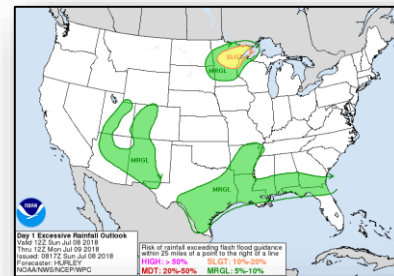 SLGT
MRGL
MRGL
MRGL
NOAA
Day 1 Excessive Rainfall Outlook
Valid 12Z Sun Jul 08 2018
Thru 12Z Mon Jul 09 2018
Issued: 0817Z Sun Jul 08 2018
Forecaster: HURLEY
NOAA/NWS/NCEP/WPC
Risk of rainfall exceeding flash flood guidance
within 25 miles of a point to the right of a line
HIGH: > 50% SLGT: 10%-20%
MDT: 20%-50% MRGL: 5%-10%